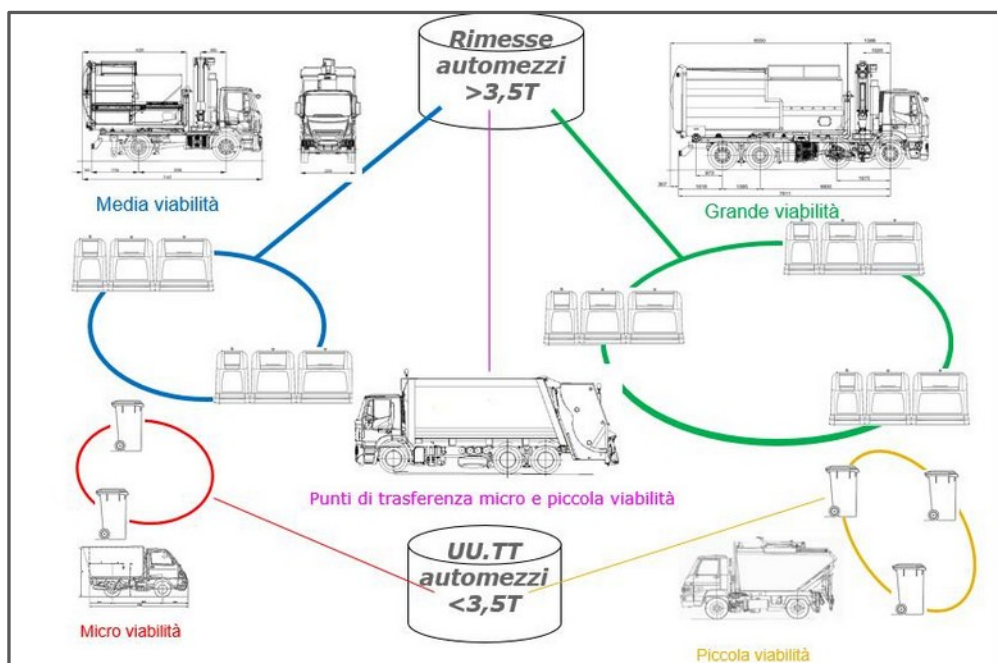 Rimesse
automezzi
>3,5T
Media viabilità
Grande viabilità
Punti di trasferenza micro e piccola viabilità
UU.TT
automezzi
<3,5T
Micro viabilità
Piccola viabilità